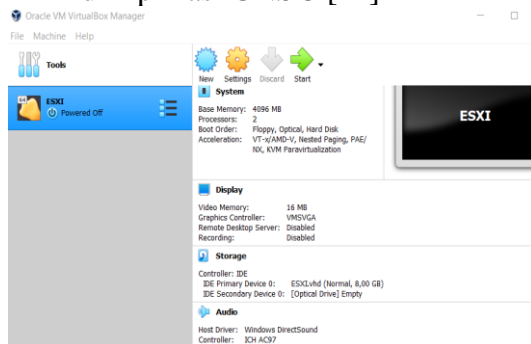 Oracle VM VirtualBox Manager
File Machine Help
Tools
New Settings Discard Start
64
ESXI
Powered Off
System
Base Memory: 4096 MB
Processors: 2
Boot Order: Floppy, Optical, Hard Disk
Acceleration: VT-x/AMD-V, Nested Paging, PAE/
NX, KVM Paravirtualization
ESXI
Display
Video Memory: 16 MB
Graphics Controller: VMSVGA
Remote Desktop Server: Disabled
Recording: Disabled
Storage
Controller: IDE
IDE Primary Device 0: ESXI.vhd (Normal, 8,00 GB)
IDE Secondary Device 0: [Optical Drive] Empty
Audio
Host Driver: Windows DirectSound
Controller: ICH AC97